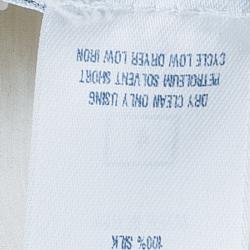 100% SILK
DRY CLEAN ONLY USING
PETROLEUM SOLVENT SHORT
CYCLE LOW DRYER LOW IRON